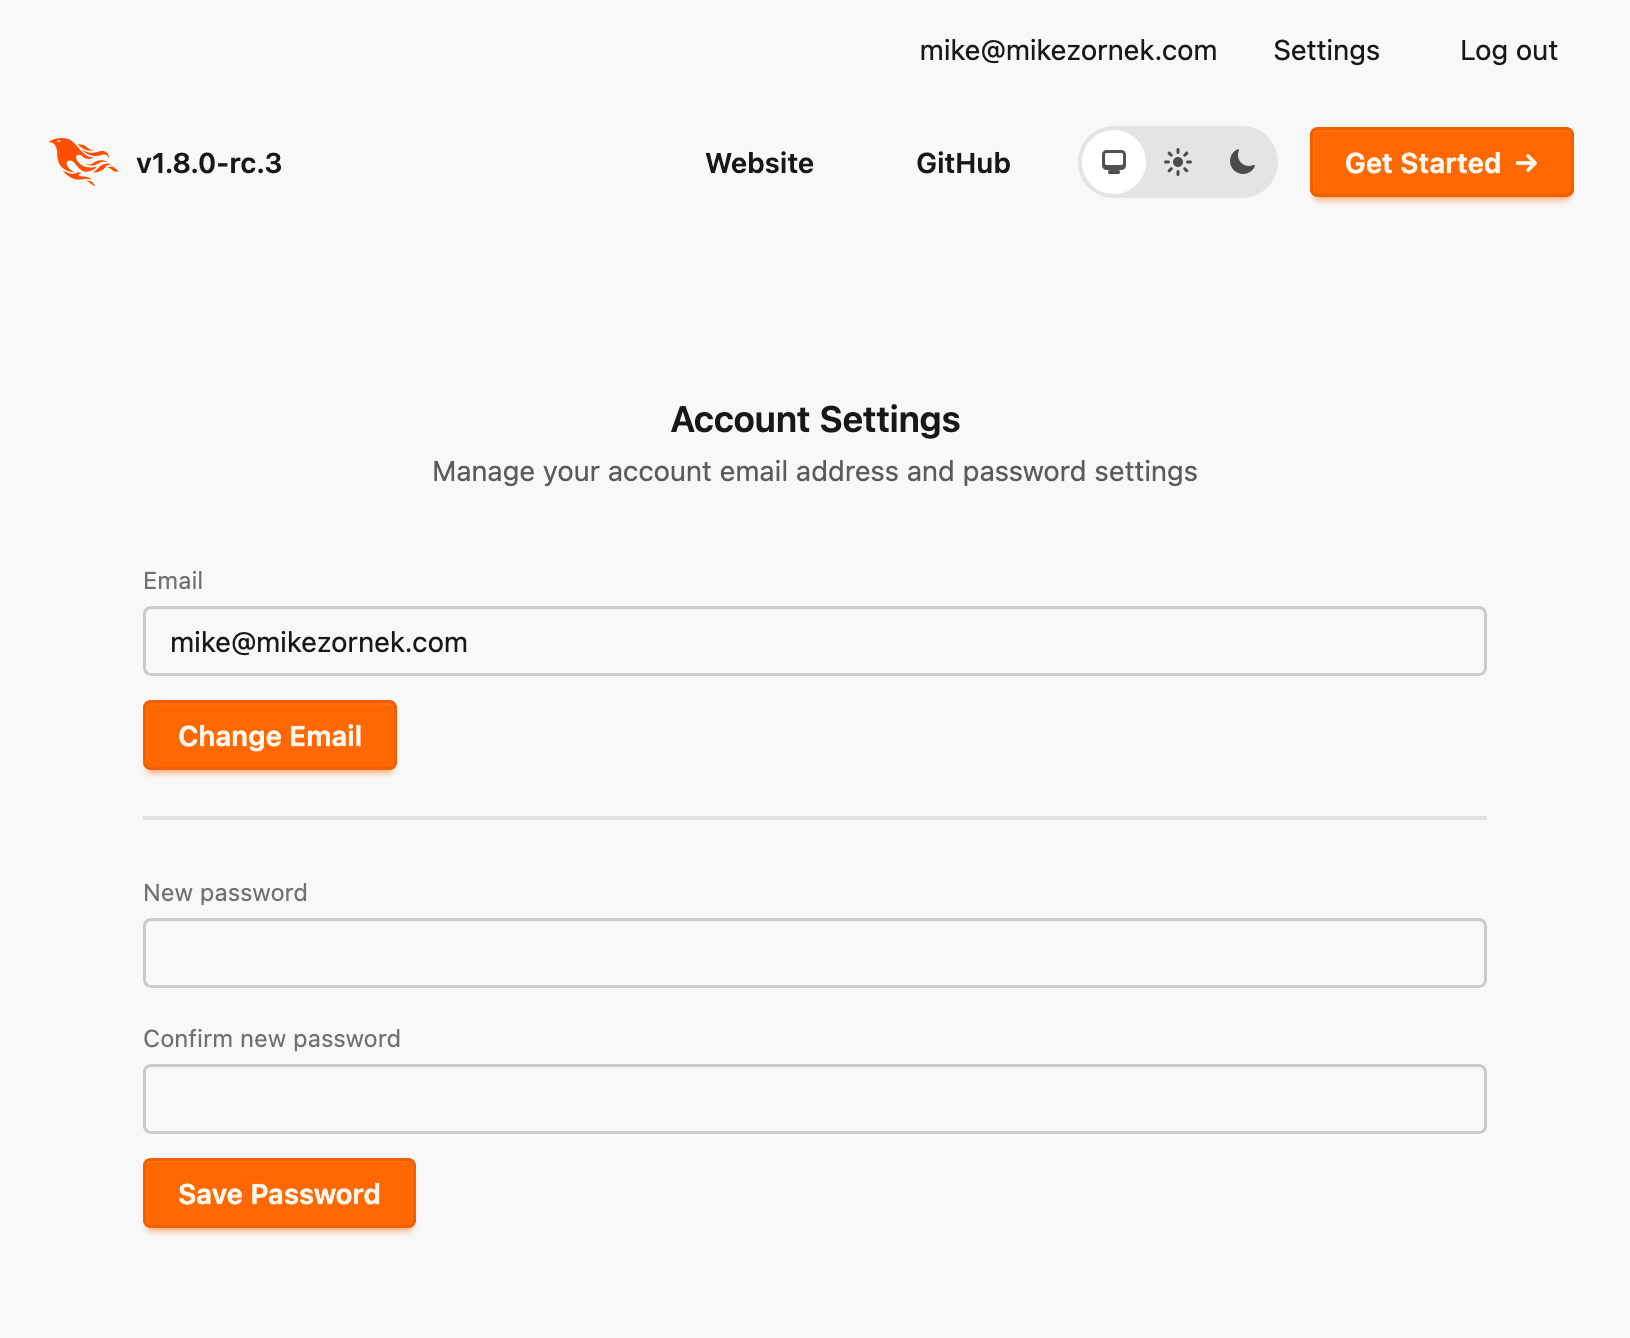 mike@mikezornek.com Settings Log out
v1.8.0-rc.3 Website GitHub Get Started →
Account Settings
Manage your account email address and password settings
Email
mike@mikezornek.com
Change Email
New password
Confirm new password
Save Password